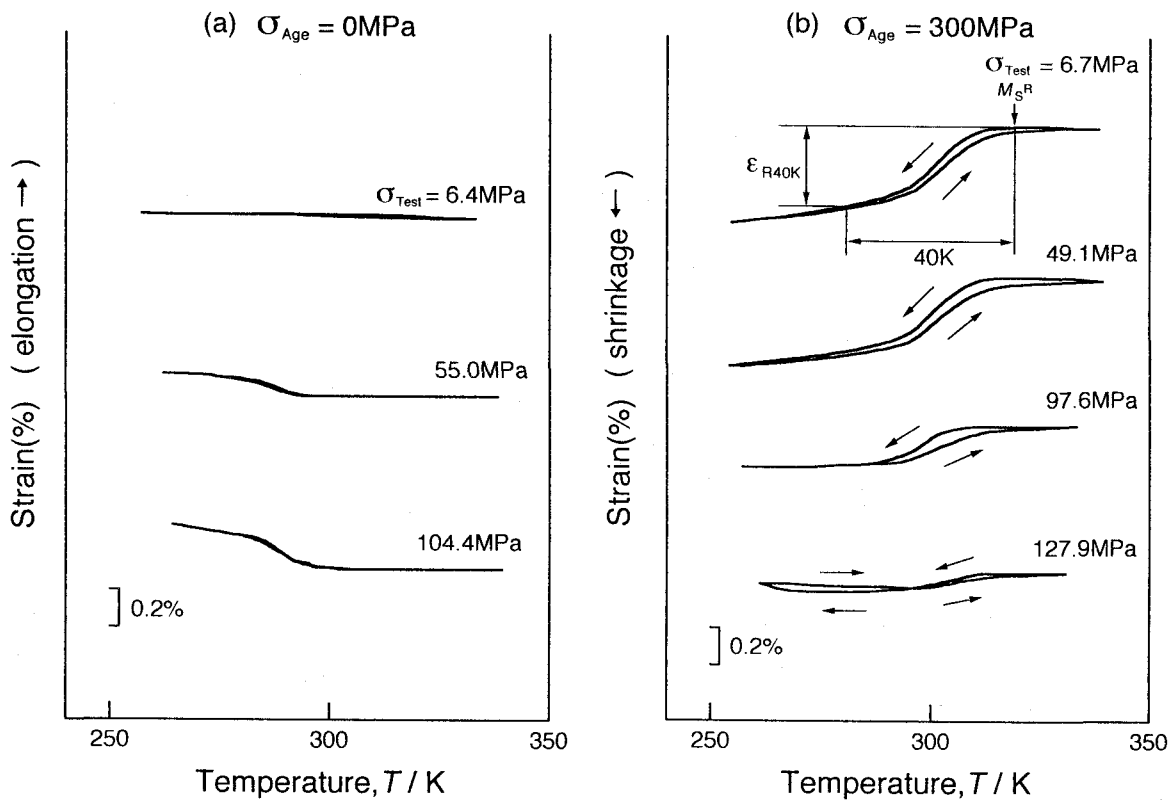 (a) σAge = 0MPa
Strain(%) ( elongation → )
σTest = 6.4MPa
55.0MPa
104.4MPa
0.2%
250 300 350
Temperature, T / K
(b) σAge = 300MPa
Strain(%) ( shrinkage ← )
σTest = 6.7MPa
MSR
εR40K
40K
49.1MPa
97.6MPa
127.9MPa
0.2%
250 300 350
Temperature, T / K